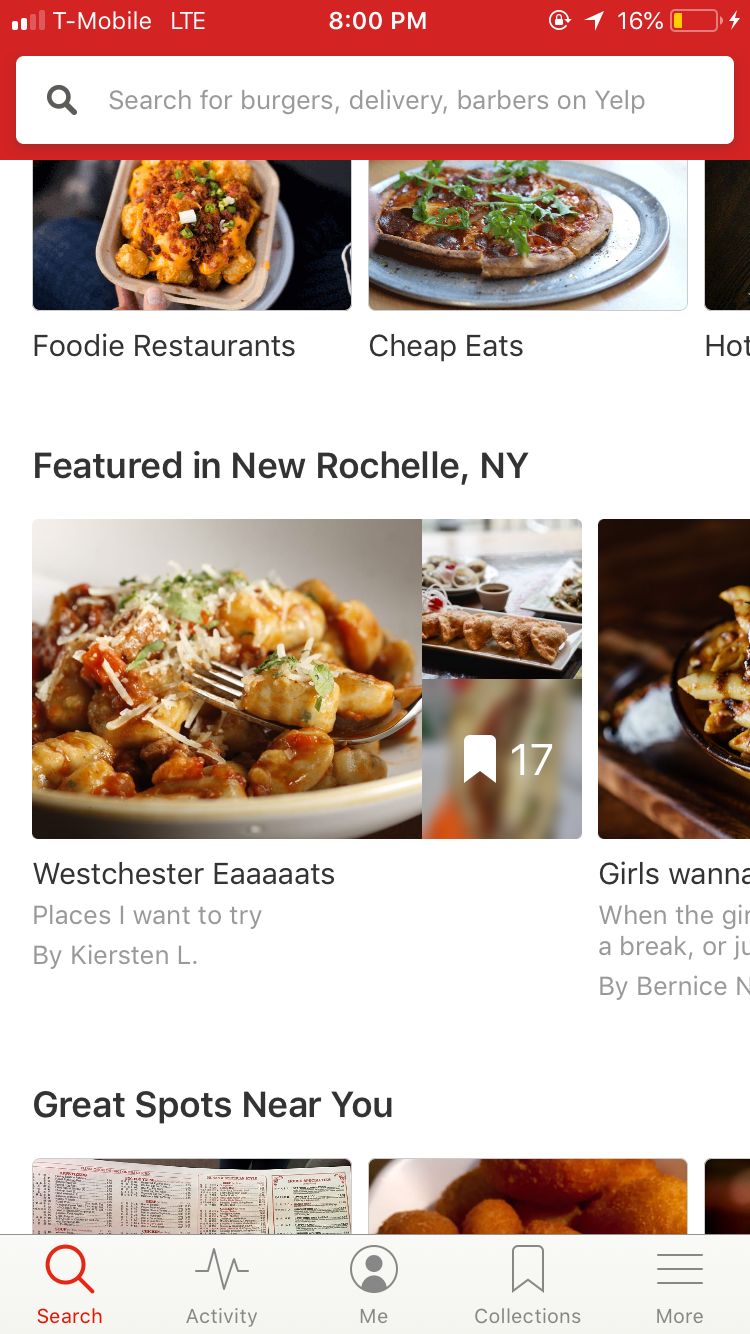 T-Mobile LTE 8:00 PM 16%
Search for burgers, delivery, barbers on Yelp
Foodie Restaurants Cheap Eats Hot
Featured in New Rochelle, NY
17
Westchester Eaaaaats Girls wanna
Places I want to try When the gir
a break, or ju
By Kiersten L.
By Bernice N
Great Spots Near You
Search Activity Me Collections More